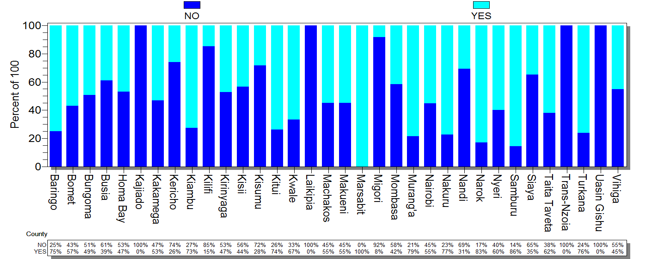 NO YES
Percent of 100
100
80
60
40
20
0
Baringo
Bomet
Bungoma
Busia
Homa Bay
Kajiado
Kakamega
Kericho
Kiambu
Kilifi
Kirinyaga
Kisii
Kisumu
Kitui
Kwale
Laikipia
Machakos
Makueni
Marsabit
Migori
Mombasa
Murang'a
Nairobi
Nakuru
Nandi
Narok
Nyeri
Samburu
Siaya
Taita Taveta
Trans-Nzoia
Turkana
Uasin Gishu
Vihiga
County
NO 25% 43% 51% 61% 53% 100% 47% 74% 27% 85% 53% 56% 72% 26% 33% 100% 45% 45% 0% 92% 58% 21% 45% 23% 69% 17% 40% 14% 65% 38% 100% 24% 100% 55%
YES 75% 57% 49% 39% 47% 0% 53% 26% 73% 15% 47% 44% 28% 74% 67% 0% 55% 55% 100% 8% 42% 79% 55% 77% 31% 83% 60% 86% 35% 62% 0% 76% 0% 45%